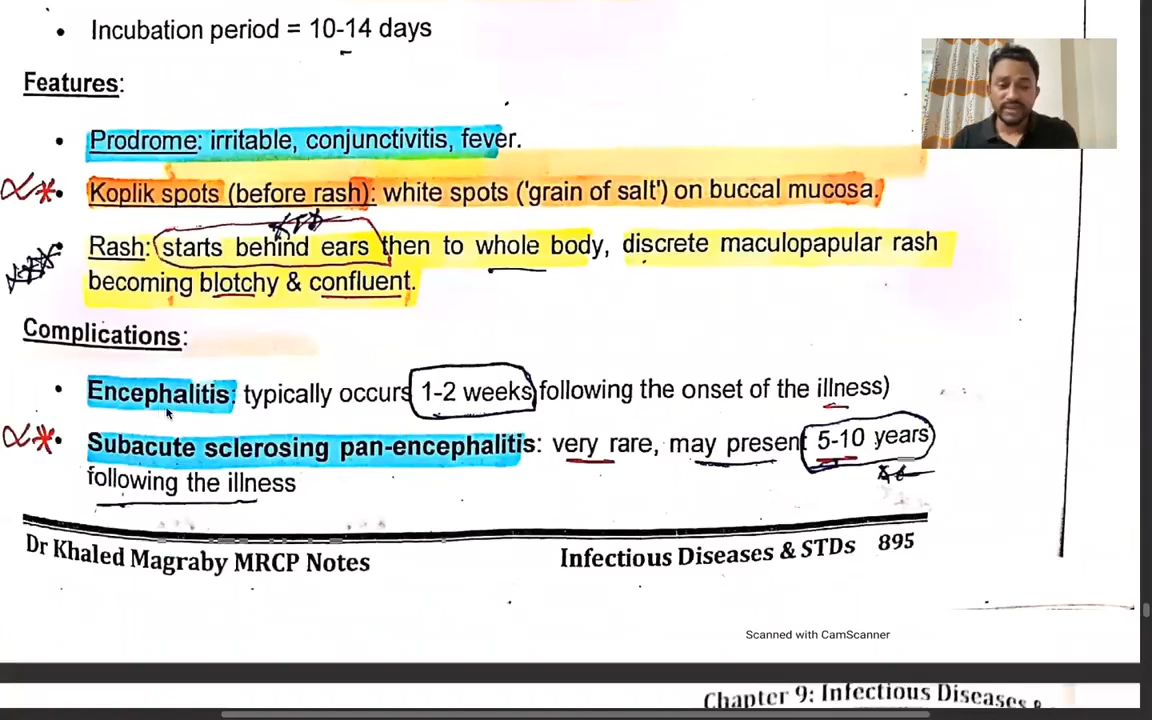 • Incubation period = 10-14 days
Features:
• Prodrome: irritable, conjunctivitis, fever.
• Koplik spots (before rash): white spots ('grain of salt') on buccal mucosa.
• Rash: starts behind ears then to whole body, discrete maculopapular rash
becoming blotchy & confluent.
Complications:
• Encephalitis: typically occurs 1-2 weeks following the onset of the illness)
• Subacute sclerosing pan-encephalitis: very rare, may present 5-10 years
following the illness
Dr Khaled Magraby MRCP Notes Infectious Diseases & STDs 895
Scanned with CamScanner
Chapter 9: Infectious Diseases &